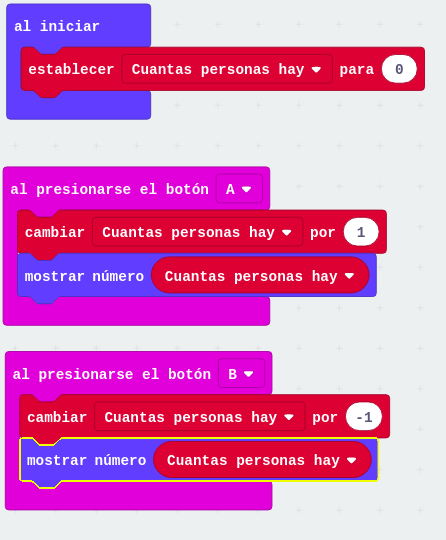 al iniciar
establecer Cuantas personas hay para 0
al presionarse el botón A
cambiar Cuantas personas hay por 1
mostrar número Cuantas personas hay
al presionarse el botón B
cambiar Cuantas personas hay por -1
mostrar número Cuantas personas hay